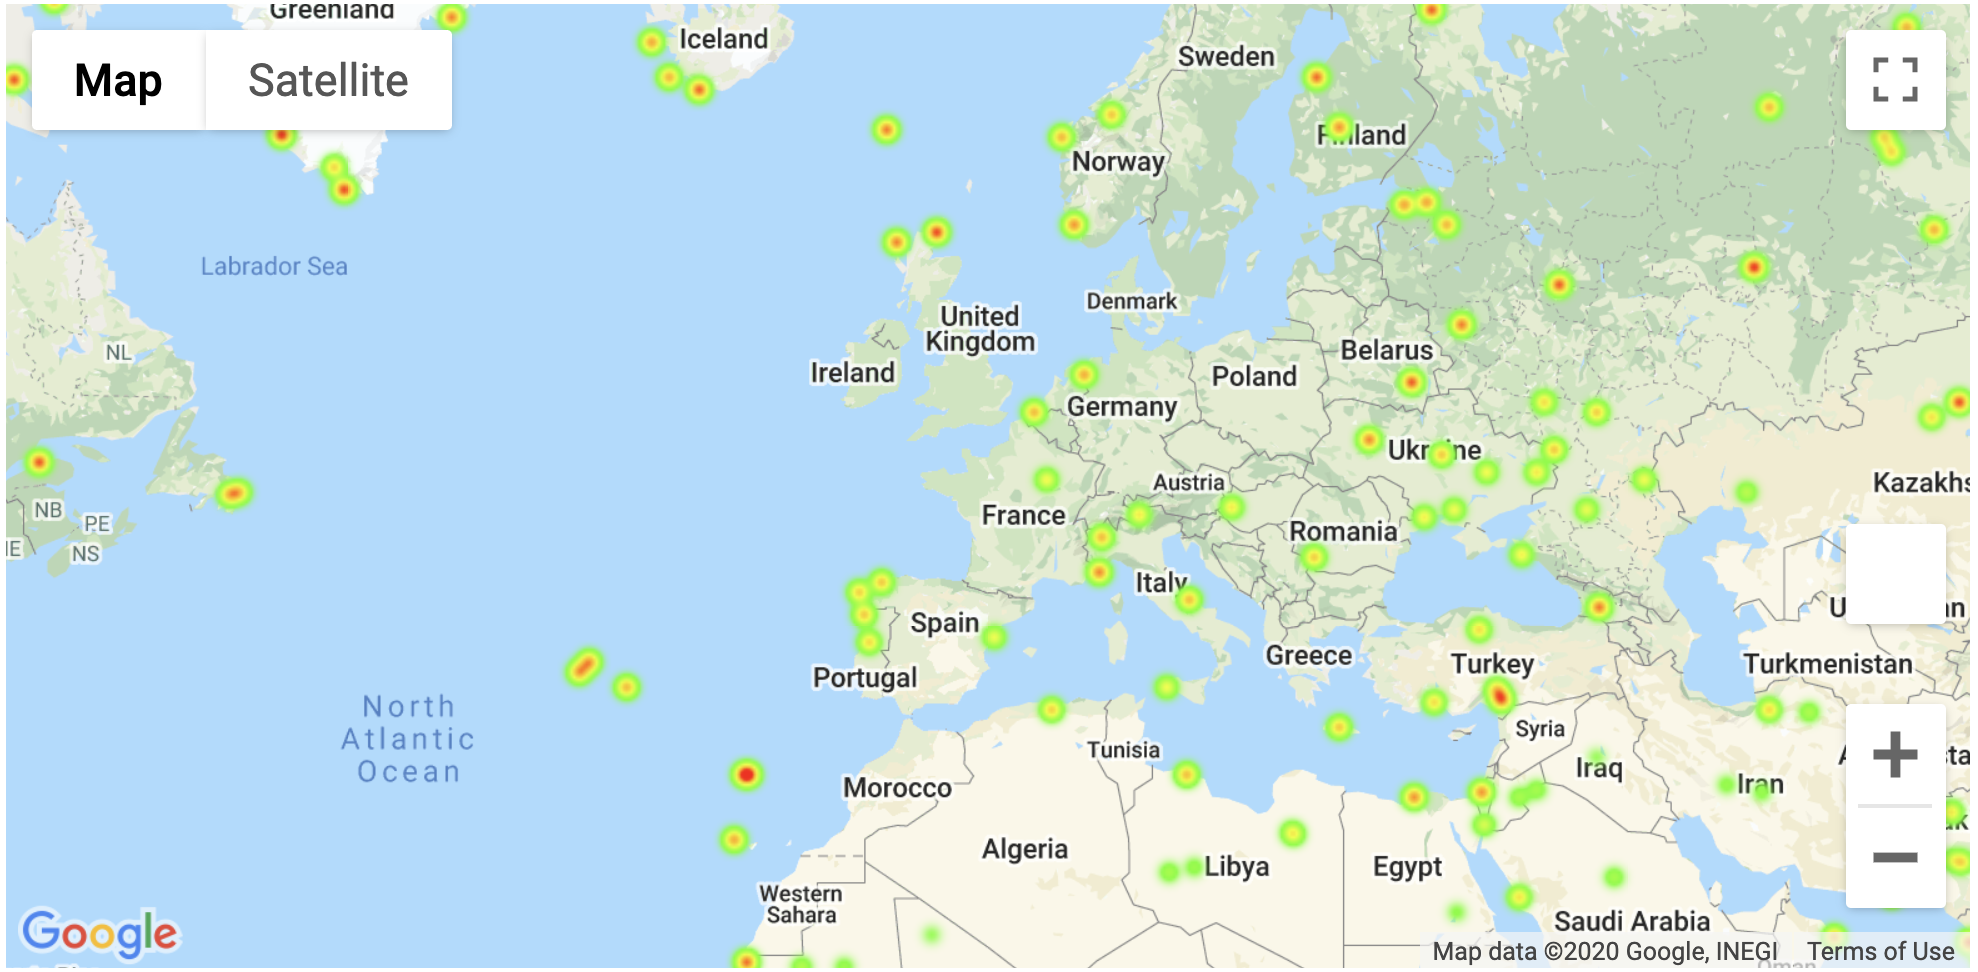 Greenland
Iceland
Sweden
Map
Satellite
Finland
Norway
Labrador Sea
Denmark
United
Kingdom
NL
Belarus
Ireland
Poland
Germany
Ukraine
Austria
Kazakhs
NB
PE
France
Romania
NS
Italy
Spain
Greece
Turkey
Turkmenistan
Portugal
North
Atlantic
Ocean
Syria
Tunisia
Iraq
Iran
Morocco
Algeria
Libya
Egypt
Western
Sahara
Saudi Arabia
Google
Map data ©2020 Google, INEGI
Terms of Use